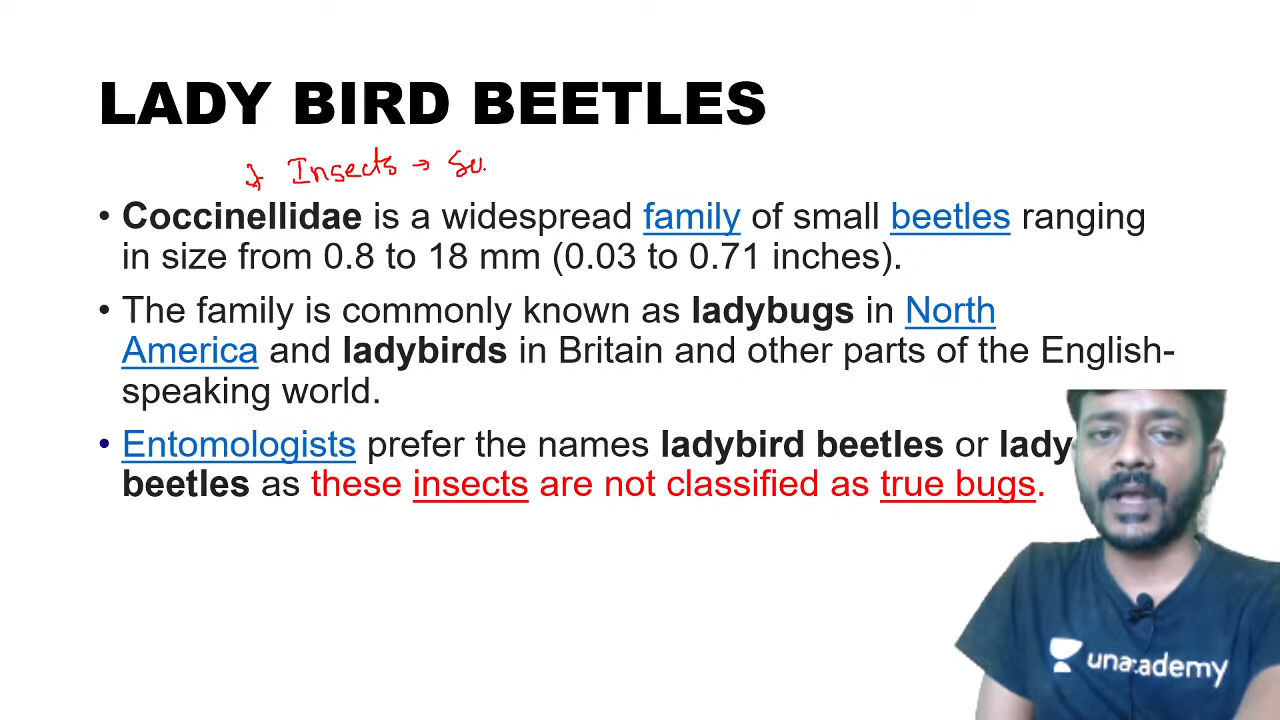 LADY BIRD BEETLES
Insects →
• Coccinellidae is a widespread family of small beetles ranging
in size from 0.8 to 18 mm (0.03 to 0.71 inches).
• The family is commonly known as ladybugs in North
America and ladybirds in Britain and other parts of the English-
speaking world.
• Entomologists prefer the names ladybird beetles or lady
beetles as these insects are not classified as true bugs.
unacademy